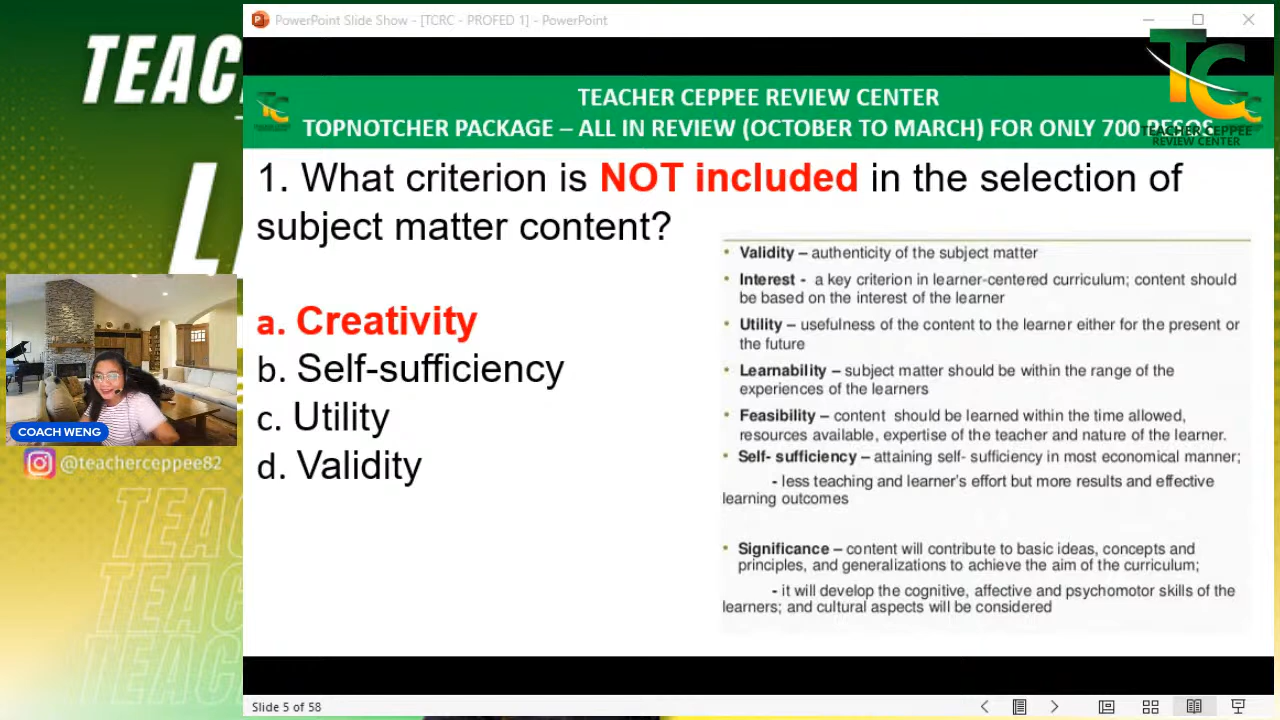 PowerPoint Slide Show - [TCRC - PROFED 1] - PowerPoint
TEAC
TEACHER CEPPEE REVIEW CENTER
TOPNOTCHER PACKAGE – ALL IN REVIEW (OCTOBER TO MARCH) FOR ONLY 700 PESOS
TC
TEACHER CEPPEE
REVIEW CENTER
L
1. What criterion is NOT included in the selection of
subject matter content?
a. Creativity
b. Self-sufficiency
c. Utility
d. Validity
• Validity – authenticity of the subject matter
• Interest - a key criterion in learner-centered curriculum; content should
be based on the interest of the learner
• Utility – usefulness of the content to the learner either for the present or
the future
• Learnability – subject matter should be within the range of the
experiences of the learners
• Feasibility – content should be learned within the time allowed,
resources available, expertise of the teacher and nature of the learner.
• Self- sufficiency – attaining self- sufficiency in most economical manner;
- less teaching and learner's effort but more results and effective
learning outcomes
• Significance – content will contribute to basic ideas, concepts and
principles, and generalizations to achieve the aim of the curriculum;
- it will develop the cognitive, affective and psychomotor skills of the
learners; and cultural aspects will be considered
COACH WENG
@teacherceppee82
TEAC
TEAC
TEAC
Slide 5 of 58